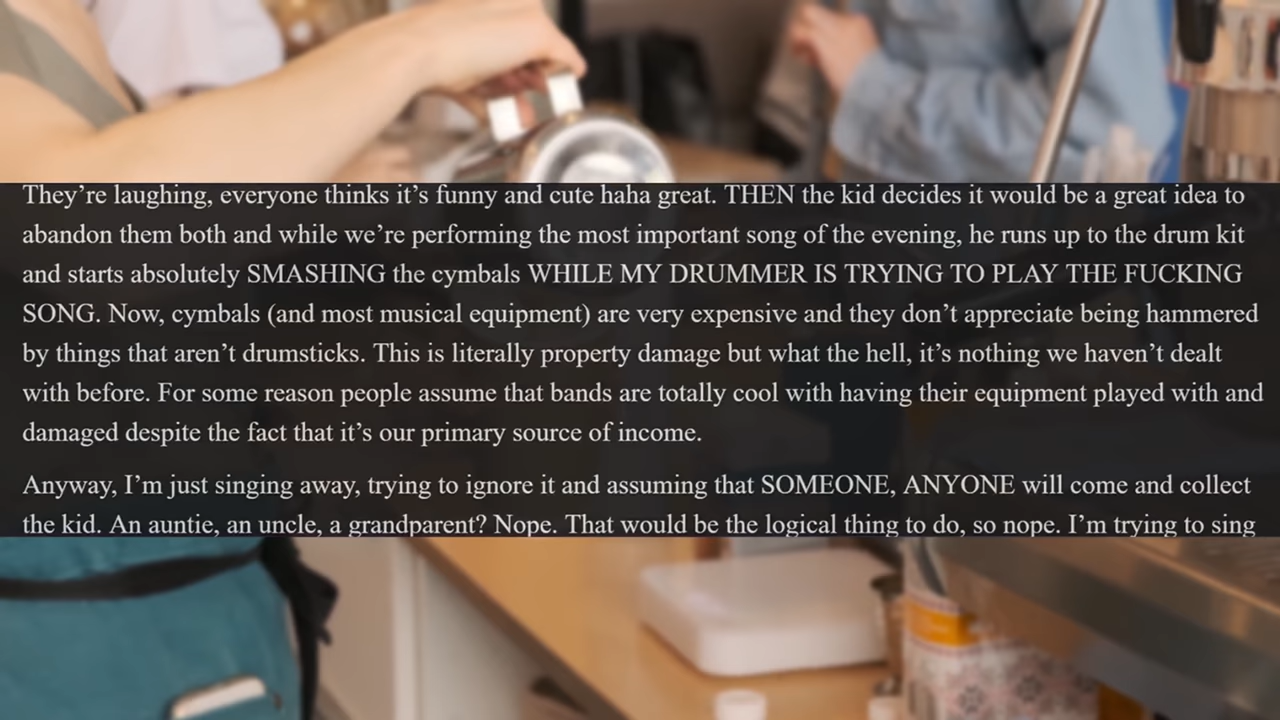 They’re laughing, everyone thinks it’s funny and cute haha great. THEN the kid decides it would be a great idea to
abandon them both and while we’re performing the most important song of the evening, he runs up to the drum kit
and starts absolutely SMASHING the cymbals WHILE MY DRUMMER IS TRYING TO PLAY THE FUCKING
SONG. Now, cymbals (and most musical equipment) are very expensive and they don’t appreciate being hammered
by things that aren’t drumsticks. This is literally property damage but what the hell, it’s nothing we haven’t dealt
with before. For some reason people assume that bands are totally cool with having their equipment played with and
damaged despite the fact that it’s our primary source of income.
Anyway, I’m just singing away, trying to ignore it and assuming that SOMEONE, ANYONE will come and collect
the kid. An auntie, an uncle, a grandparent? Nope. That would be the logical thing to do, so nope. I’m trying to sing